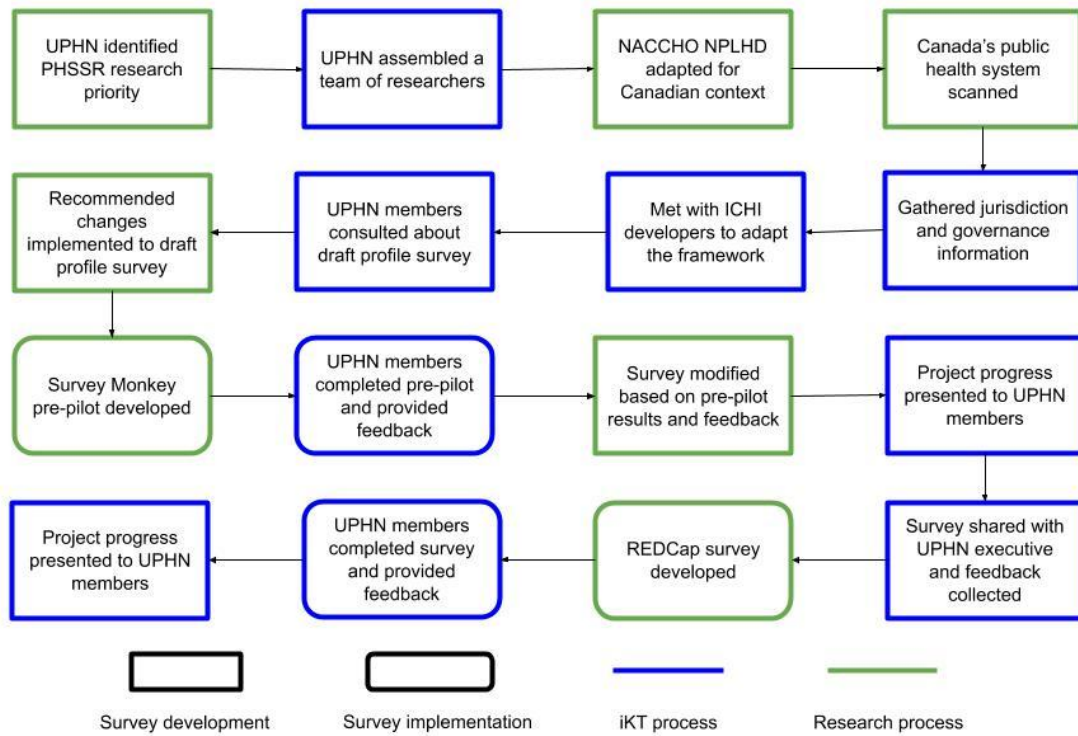 UPHN identified
PHSSR research
priority
UPHN assembled a
team of researchers
NACCHO NPLHD
adapted for
Canadian context
Canada's public
health system
scanned
Gathered jurisdiction
and governance
information
Met with ICHI
developers to adapt
the framework
UPHN members
consulted about
draft profile survey
Recommended
changes
implemented to draft
profile survey
Survey Monkey
pre-pilot developed
UPHN members
completed pre-pilot
and provided
feedback
Survey modified
based on pre-pilot
results and feedback
Project progress
presented to UPHN
members
Survey shared with
UPHN executive
and feedback
collected
REDCap survey
developed
UPHN members
completed survey
and provided
feedback
Project progress
presented to UPHN
members
Survey development
Survey implementation
iKT process
Research process